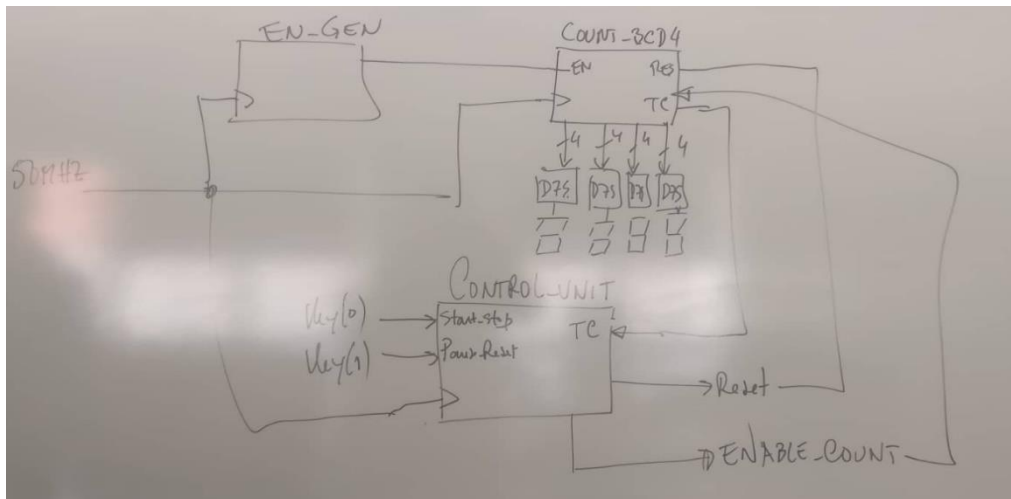 EN_GEN
COUNT_BCD4
EN
RES
TC
4 4 4 4
50MHZ
D7S D7S D7S D7S
CONTROL_UNIT
Key(0)
Start_stop
TC
Key(1)
Reset
ENABLE_COUNT